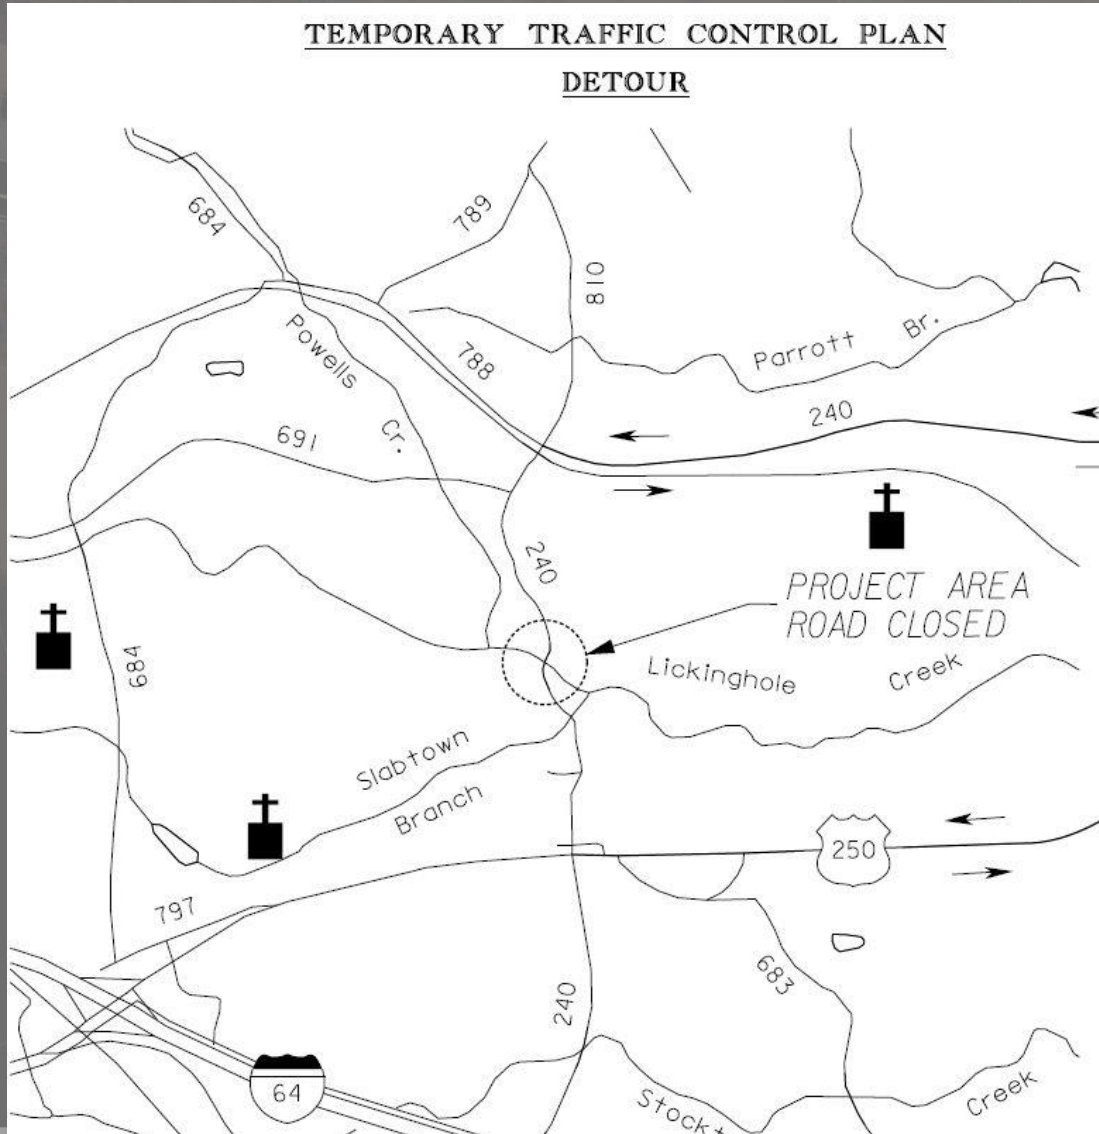 TEMPORARY TRAFFIC CONTROL PLAN
DETOUR
684
789
810
Powells
Cr.
788
Parrott
Br.
240
691
240
PROJECT AREA
ROAD CLOSED
684
Lickinghole
Creek
Slabtown
Branch
250
797
683
240
64
Stockt
Creek